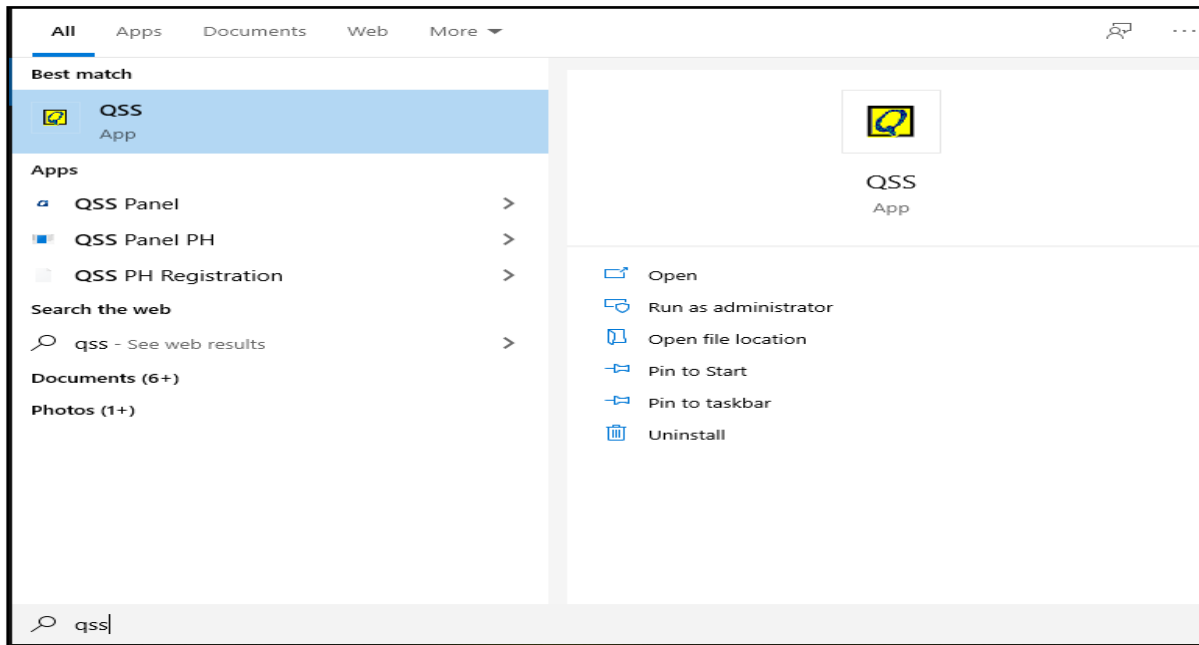 All Apps Documents Web More
Best match
QSS
App
Apps
QSS Panel
QSS Panel PH
QSS PH Registration
Search the web
qss - See web results
Documents (6+)
Photos (1+)
Q
QSS
App
Open
Run as administrator
Open file location
Pin to Start
Pin to taskbar
Uninstall
qss